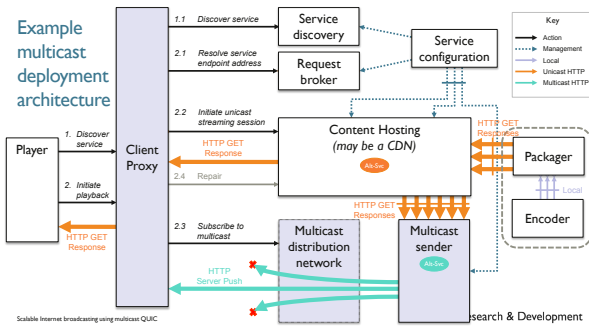 Example
multicast
deployment
architecture
1.1 Discover service
Service
discovery
2.1 Resolve service
endpoint address
Request
broker
Service
configuration
Key
Action
Management
Local
Unicast HTTP
Multicast HTTP
2.2 Initiate unicast
streaming session
Content Hosting
(may be a CDN)
Alt-Svc
HTTP GET
Responses
Packager
Local
Encoder
Player
1. Discover
service
2. Initiate
playback
HTTP GET
Response
Client
Proxy
HTTP GET
Response
2.4 Repair
2.3 Subscribe to
multicast
Multicast
distribution
network
HTTP GET
Responses
Multicast
sender
Alt-Svc
HTTP
Server Push
Scalable Internet broadcasting using multicast QUIC
esearch & Development